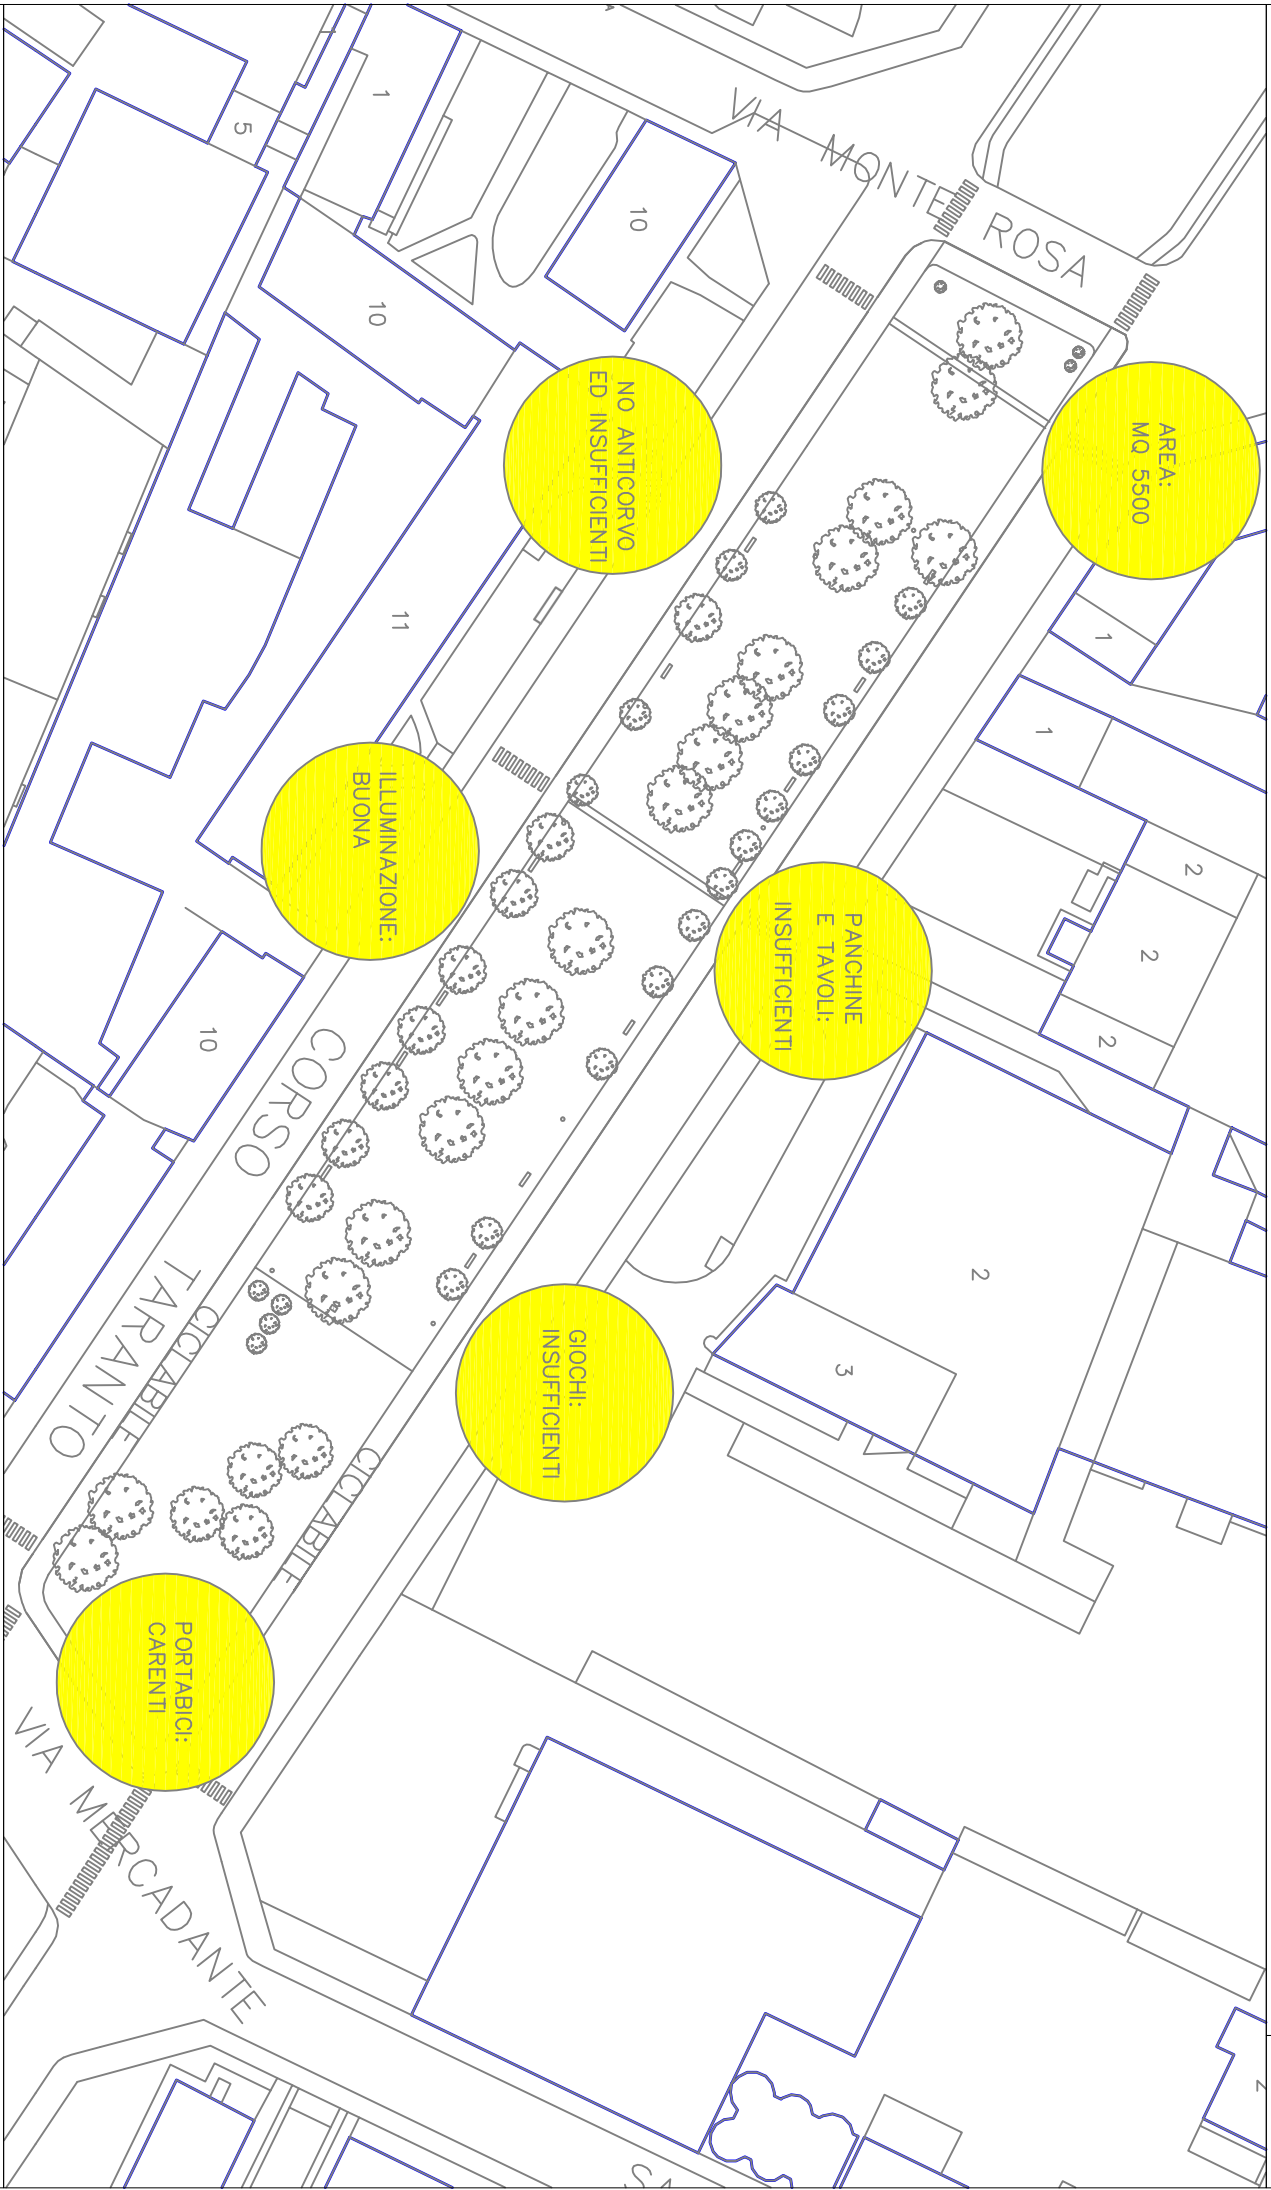 VIA MONTE ROSA
AREA:
MQ 5500
NO ANTICORVO
ED INSUFFICIENTI
PANCHINE
E TAVOLI:
INSUFFICIENTI
ILLUMINAZIONE:
BUONA
GIOCHI:
INSUFFICIENTI
PORTABICI:
CARENTI
CORSO TARANTO
CICLABILE
CICLABILE
VIA MERCADANTE
1
5
10
10
11
10
1
1
2
2
2
2
3
2